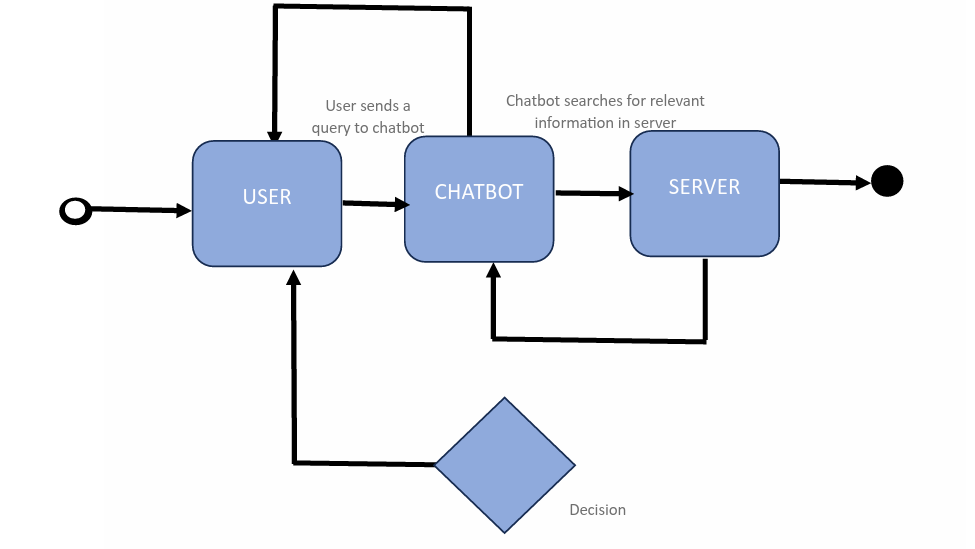 User sends a
query to chatbot
Chatbot searches for relevant
information in server
USER
CHATBOT
SERVER
Decision